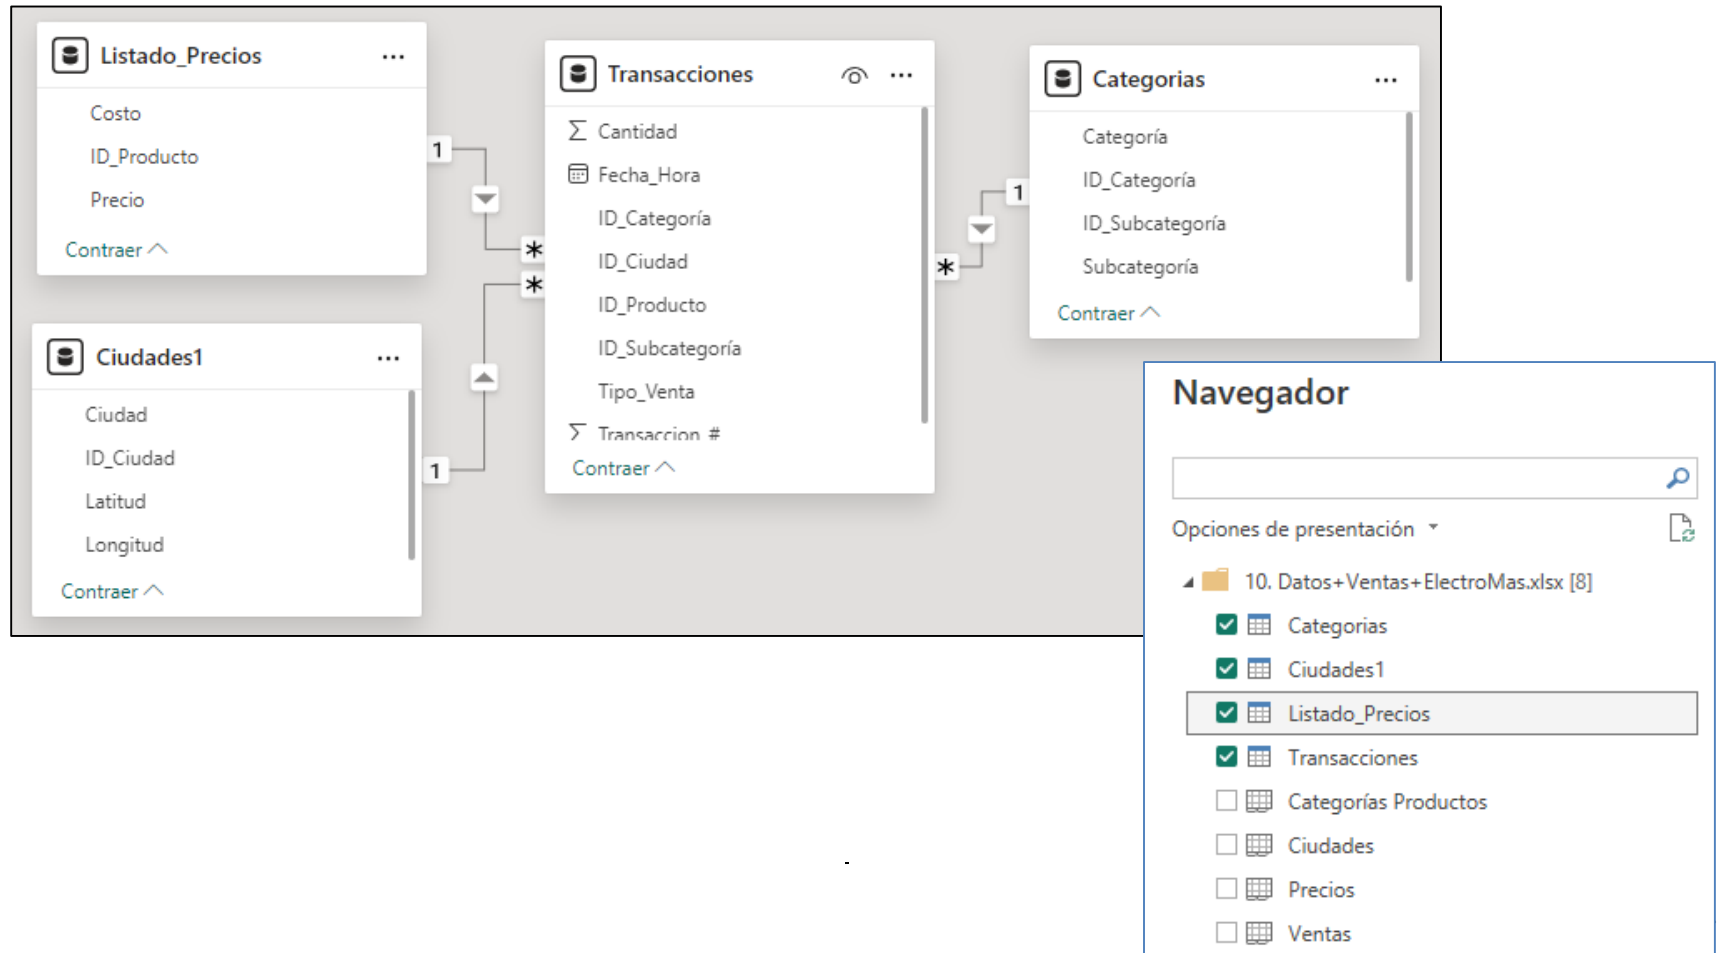 Listado_Precios
Costo
ID_Producto
Precio
Contraer
Ciudades1
Ciudad
ID_Ciudad
Latitud
Longitud
Contraer
1
*
*
1
Transacciones
Cantidad
Fecha_Hora
ID_Categoría
ID_Ciudad
ID_Producto
ID_Subcategoría
Tipo_Venta
Transaccion_#
Contraer
*
1
Categorias
Categoría
ID_Categoría
ID_Subcategoría
Subcategoría
Contraer
Navegador
Opciones de presentación
10. Datos+Ventas+ElectroMas.xlsx [8]
Categorias
Ciudades1
Listado_Precios
Transacciones
Categorías Productos
Ciudades
Precios
Ventas
-